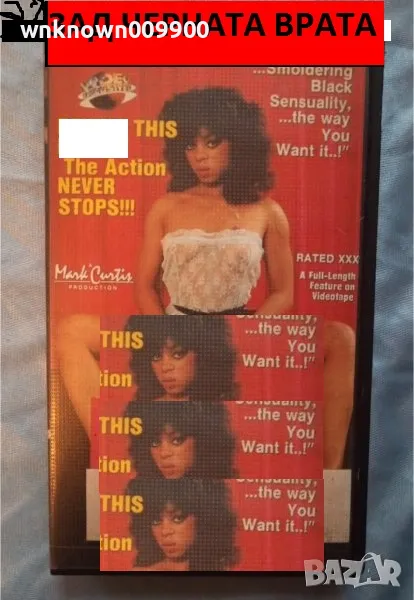 ЗАД ЧЕРНАТА ВРАТА
wnknown009900
...Smoldering
Black
Sensuality,
...the way
You
Want it..!"
THIS
The Action
NEVER
STOPS!!!
RATED XXX
A Full-Length
Feature on
Videotape
Mark Curtis
PRODUCTION
Sensuality,
...the way
You
Want it..!"
THIS
tion
Sensuality,
...the way
You
Want it..!"
THIS
tion
Sensuality,
...the way
You
Want it..!"
THIS
tion
BAZAR